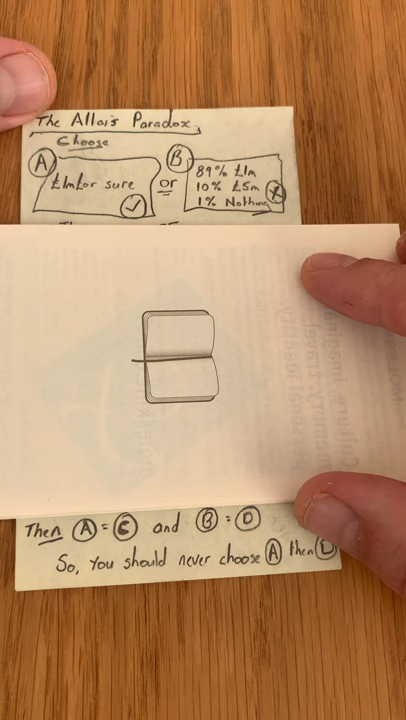 The Allais Paradox.
Choose
A B
£1m for sure or 89% £1m
10% £5m
1% Nothing
Then A = C and B = D
So, you should never choose A then D